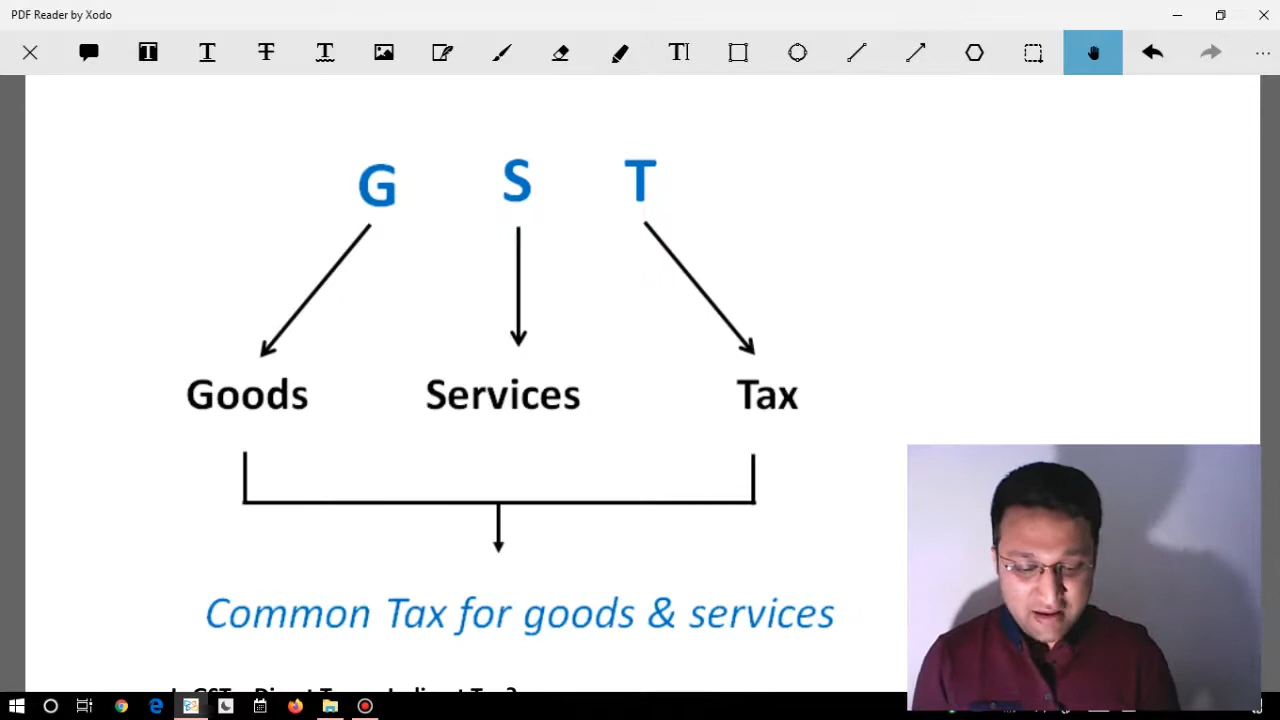 PDF Reader by Xodo
G S T
Goods Services Tax
Common Tax for goods & services